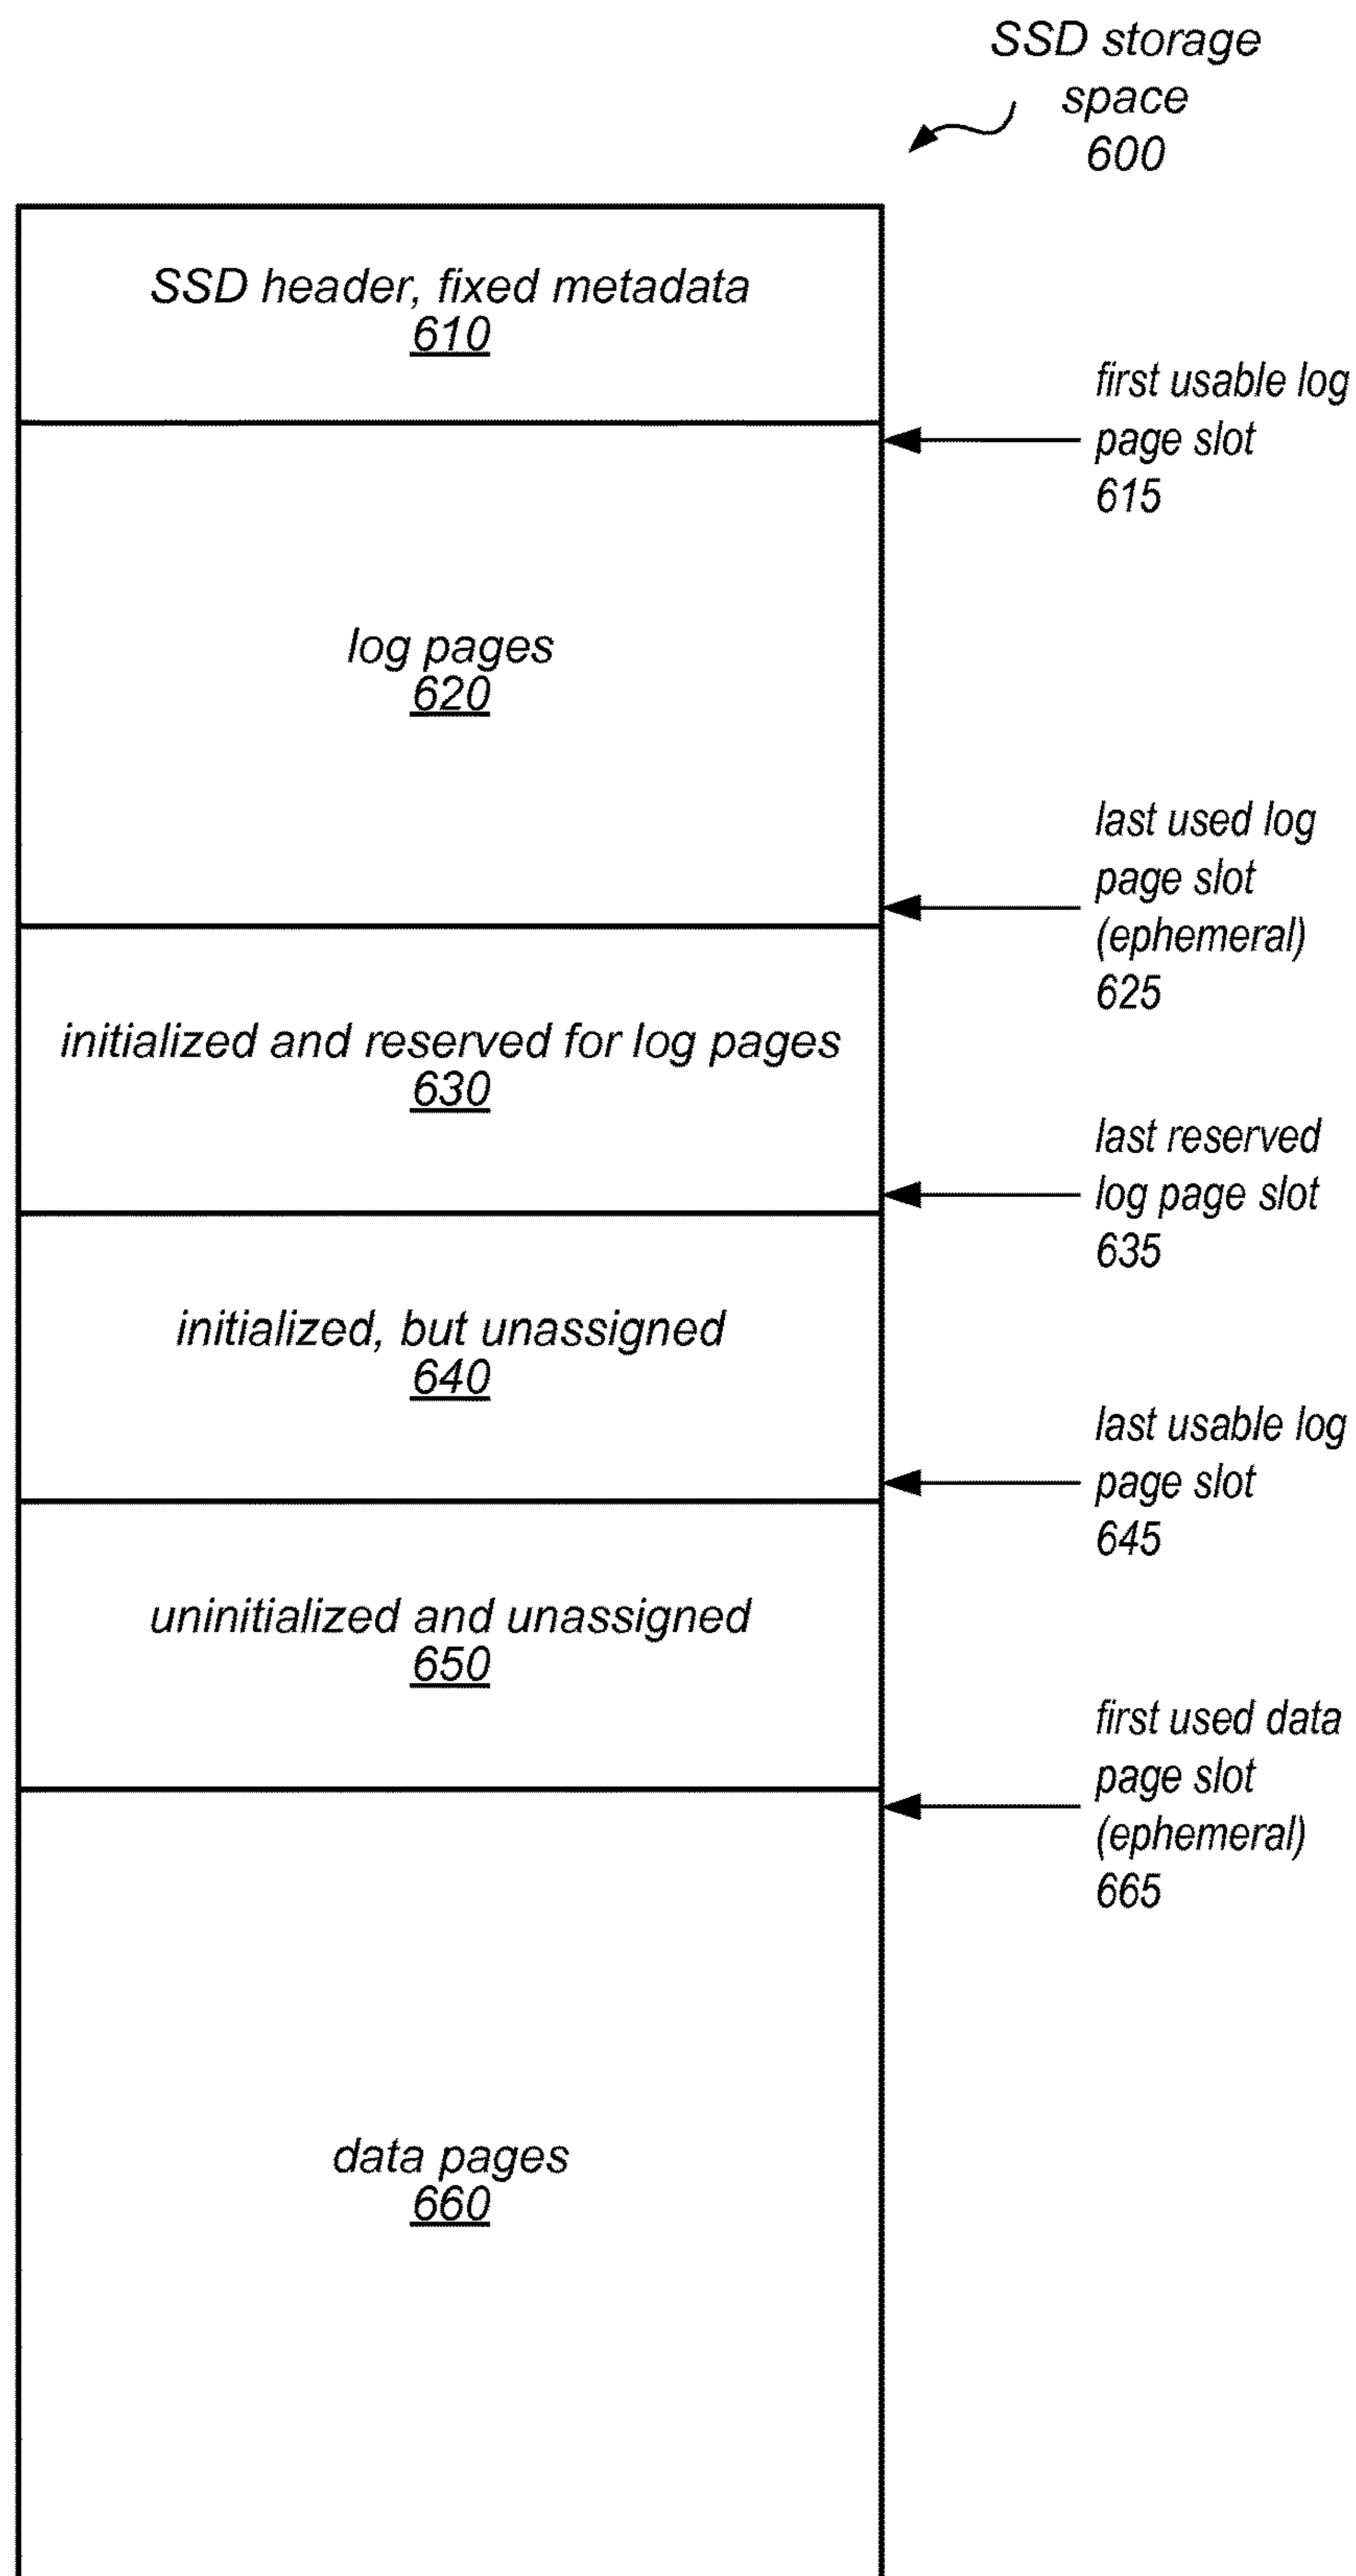 SSD storage
space
600
SSD header, fixed metadata
610
first usable log
page slot
615
log pages
620
last used log
page slot
(ephemeral)
625
initialized and reserved for log pages
630
last reserved
log page slot
635
initialized, but unassigned
640
last usable log
page slot
645
uninitialized and unassigned
650
first used data
page slot
(ephemeral)
665
data pages
660